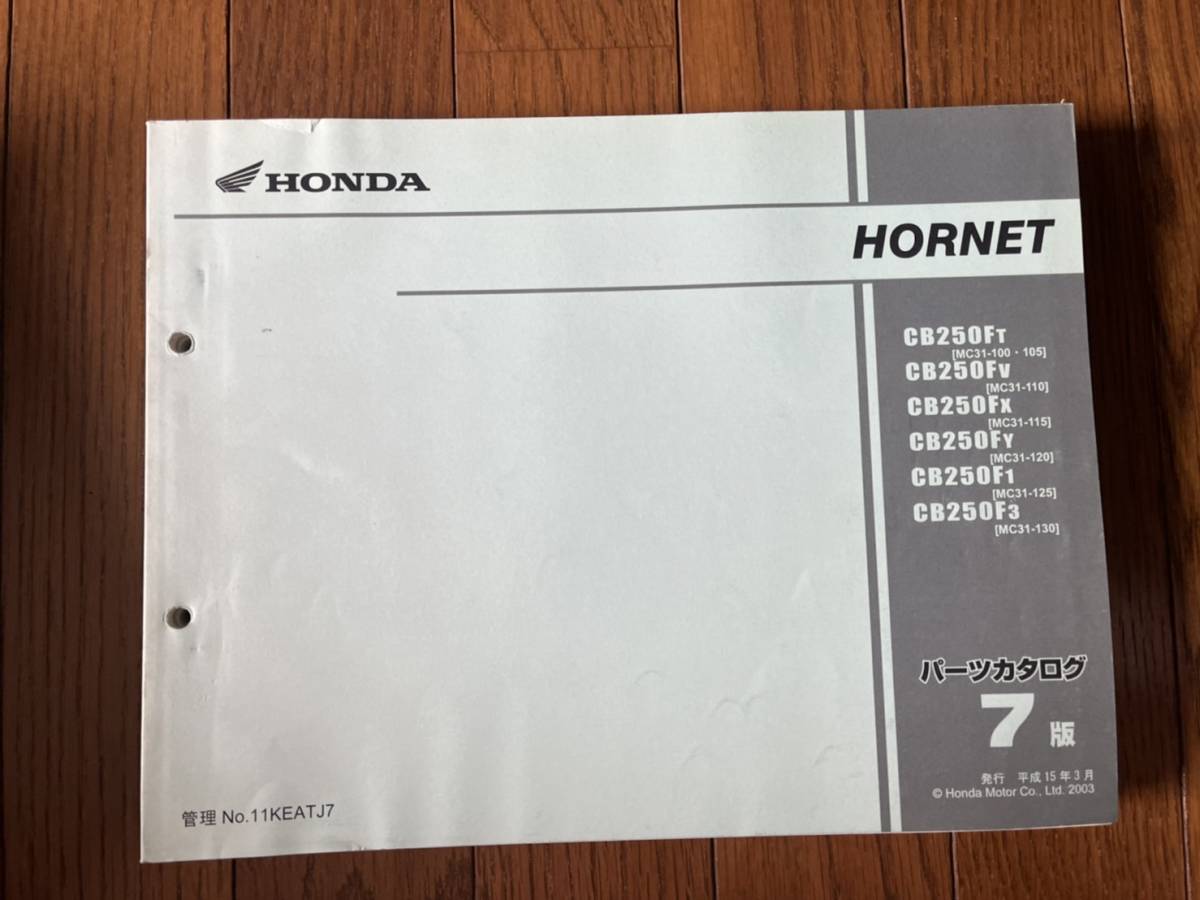 HONDA
HORNET
CB250FT
[MC31-100・105]
CB250FV
[MC31-110]
CB250FX
[MC31-115]
CB250FY
[MC31-120]
CB250F1
[MC31-125]
CB250F3
[MC31-130]
パーツカタログ
7版
発行 平成15年3月
© Honda Motor Co., Ltd. 2003
管理 No.11KEATJ7